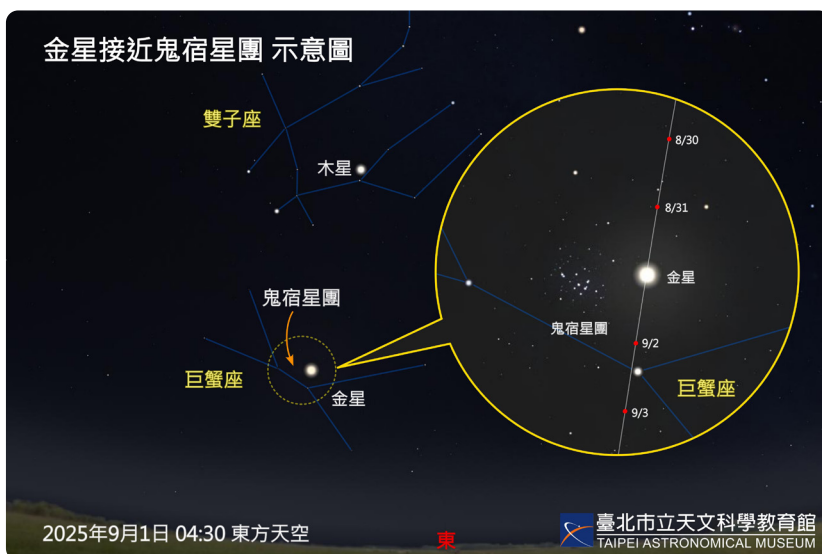 金星接近鬼宿星團 示意圖
雙子座
木星
8/30
8/31
金星
鬼宿星團
鬼宿星團
9/2
巨蟹座
金星
巨蟹座
9/3
2025年9月1日 04:30 東方天空
東
臺北市立天文科學教育館
TAIPEI ASTRONOMICAL MUSEUM